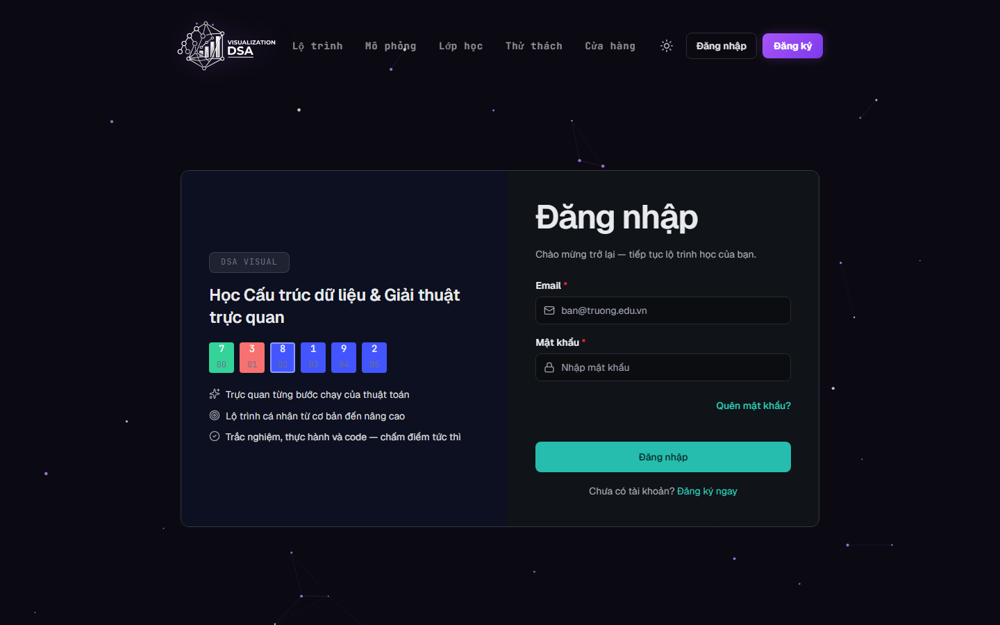 VISUALIZATION
DSA
Lộ trình
Mô phỏng
Lớp học
Thử thách
Cửa hàng
Đăng nhập
Đăng ký
DSA VISUAL
Học Cấu trúc dữ liệu & Giải thuật
trực quan
7 3 8 1 9 2
00 01 02 03 04 05
Trực quan từng bước chạy của thuật toán
Lộ trình cá nhân từ cơ bản đến nâng cao
Trắc nghiệm, thực hành và code — chấm điểm tức thì
Đăng nhập
Chào mừng trở lại — tiếp tục lộ trình học của bạn.
Email *
ban@truong.edu.vn
Mật khẩu *
Nhập mật khẩu
Quên mật khẩu?
Đăng nhập
Chưa có tài khoản? Đăng ký ngay